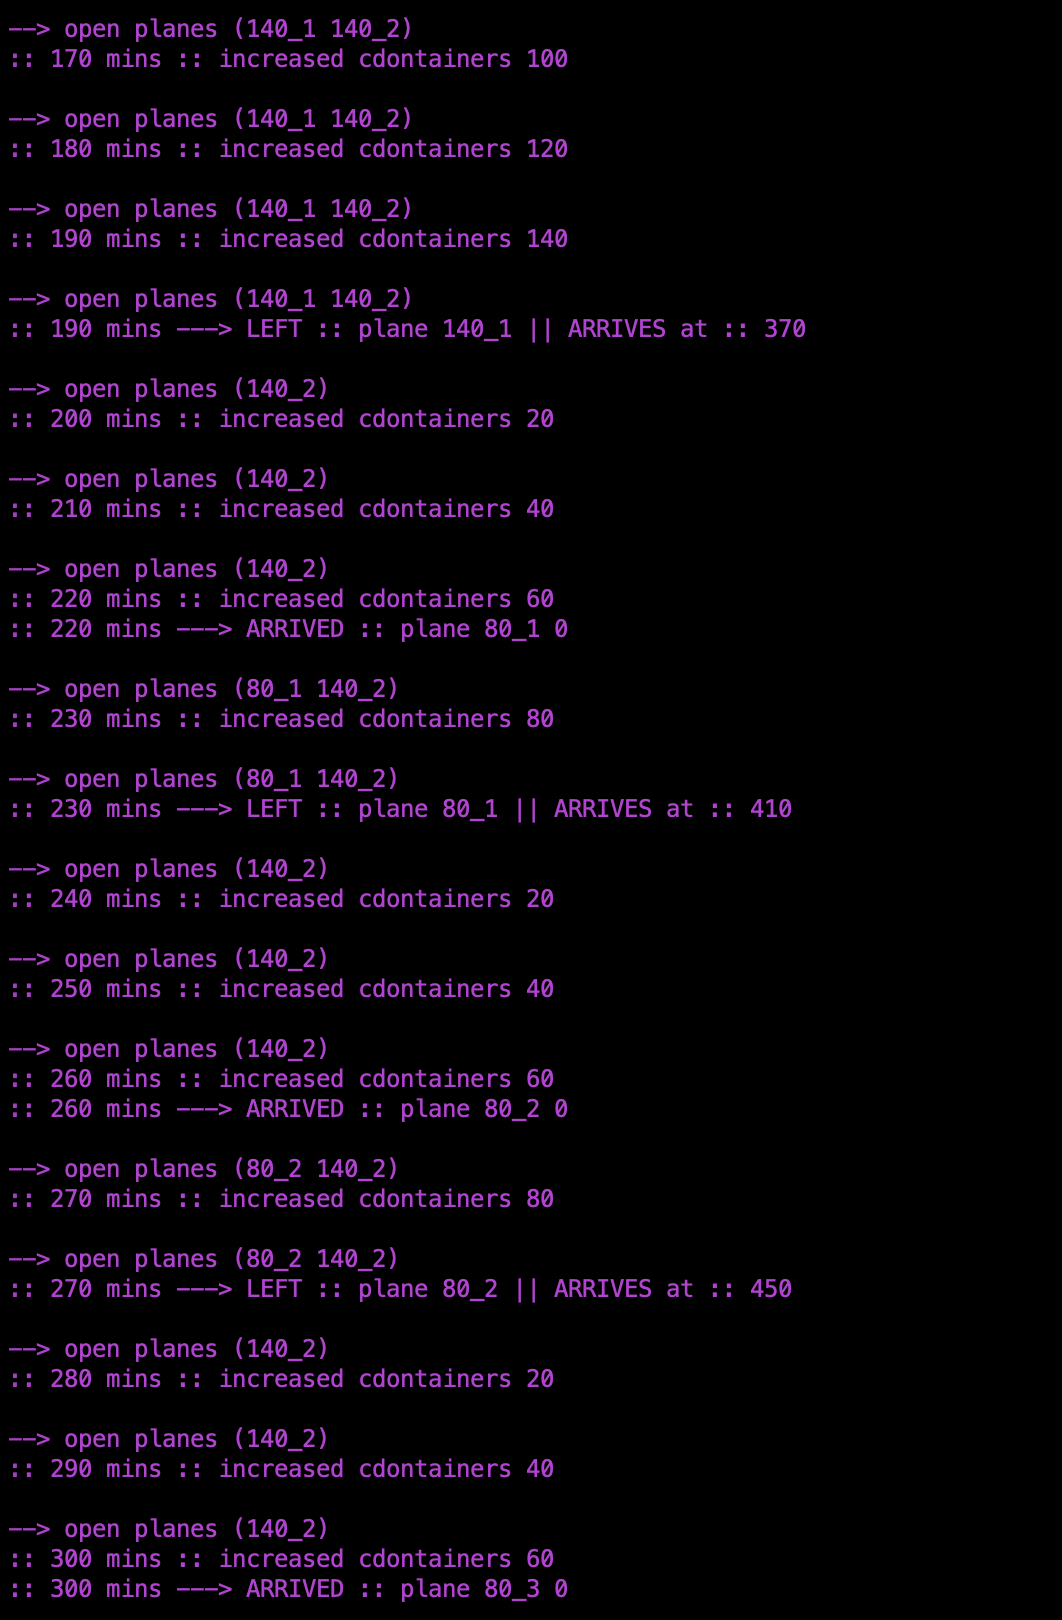 --> open planes (140_1 140_2)
:: 170 mins :: increased cdontainers 100
--> open planes (140_1 140_2)
:: 180 mins :: increased cdontainers 120
--> open planes (140_1 140_2)
:: 190 mins :: increased cdontainers 140
--> open planes (140_1 140_2)
:: 190 mins ---> LEFT :: plane 140_1 || ARRIVES at :: 370
--> open planes (140_2)
:: 200 mins :: increased cdontainers 20
--> open planes (140_2)
:: 210 mins :: increased cdontainers 40
--> open planes (140_2)
:: 220 mins :: increased cdontainers 60
:: 220 mins ---> ARRIVED :: plane 80_1 0
--> open planes (80_1 140_2)
:: 230 mins :: increased cdontainers 80
--> open planes (80_1 140_2)
:: 230 mins ---> LEFT :: plane 80_1 || ARRIVES at :: 410
--> open planes (140_2)
:: 240 mins :: increased cdontainers 20
--> open planes (140_2)
:: 250 mins :: increased cdontainers 40
--> open planes (140_2)
:: 260 mins :: increased cdontainers 60
:: 260 mins ---> ARRIVED :: plane 80_2 0
--> open planes (80_2 140_2)
:: 270 mins :: increased cdontainers 80
--> open planes (80_2 140_2)
:: 270 mins ---> LEFT :: plane 80_2 || ARRIVES at :: 450
--> open planes (140_2)
:: 280 mins :: increased cdontainers 20
--> open planes (140_2)
:: 290 mins :: increased cdontainers 40
--> open planes (140_2)
:: 300 mins :: increased cdontainers 60
:: 300 mins ---> ARRIVED :: plane 80_3 0